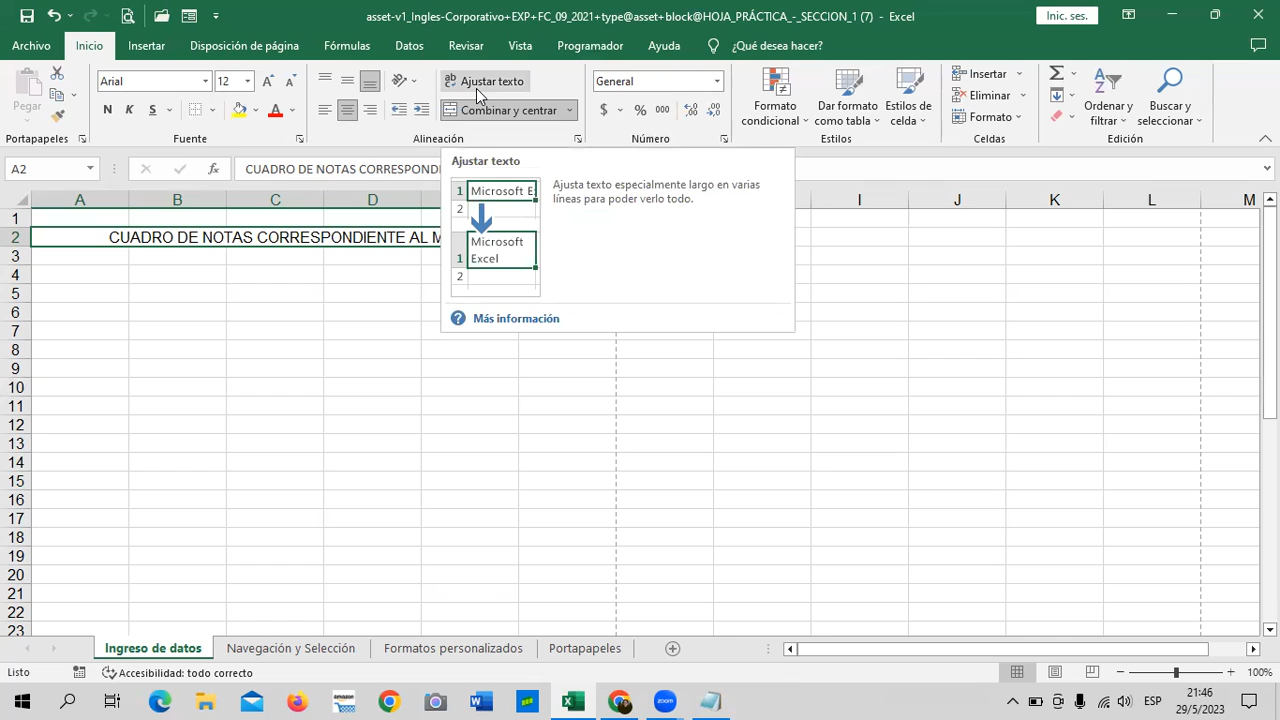 asset-v1_Ingles-Corporativo+EXP+FC_09_2021+type@asset+block@HOJA_PRÁCTICA_-_SECCION_1 (7) - Excel
Inic. ses.
Archivo Inicio Insertar Disposición de página Fórmulas Datos Revisar Vista Programador Ayuda ¿Qué desea hacer?
Pegar
Portapapeles
Arial 12
N K S
Fuente
Ajustar texto
Combinar y centrar
Alineación
General
$ % 000
Número
Formato condicional
Dar formato como tabla
Estilos de celda
Estilos
Insertar
Eliminar
Formato
Celdas
Ordenar y filtrar
Buscar y seleccionar
Edición
A2
fx
CUADRO DE NOTAS CORRESPOND
Ajustar texto
1 Microsoft E
2
Microsoft
1 Excel
2
Ajusta texto especialmente largo en varias
líneas para poder verlo todo.
Más información
A B C D I J K L M
1
2 CUADRO DE NOTAS CORRESPONDIENTE AL M
3
4
5
6
7
8
9
10
11
12
13
14
15
16
17
18
19
20
21
22
23
Ingreso de datos Navegación y Selección Formatos personalizados Portapapeles
Listo Accesibilidad: todo correcto 100%
ESP
21:46
29/5/2023